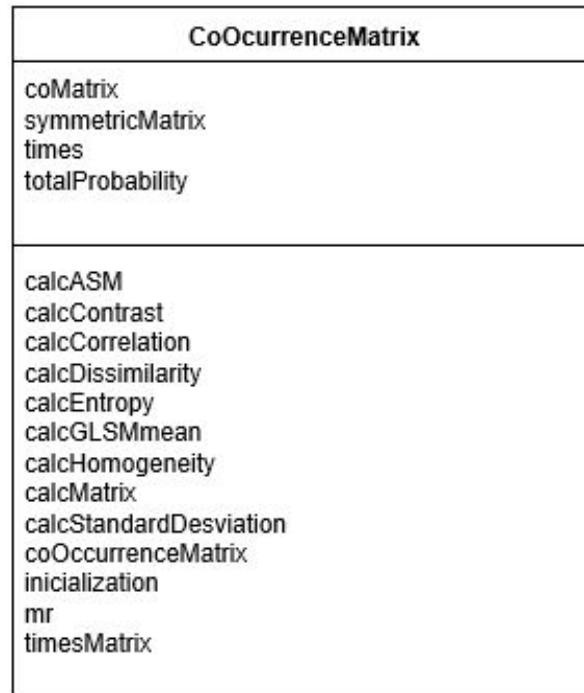 CoOcurrenceMatrix
coMatrix
symmetricMatrix
times
totalProbability
calcASM
calcContrast
calcCorrelation
calcDissimilarity
calcEntropy
calcGLSMmean
calcHomogeneity
calcMatrix
calcStandardDesviation
coOccurrenceMatrix
inicialization
mr
timesMatrix